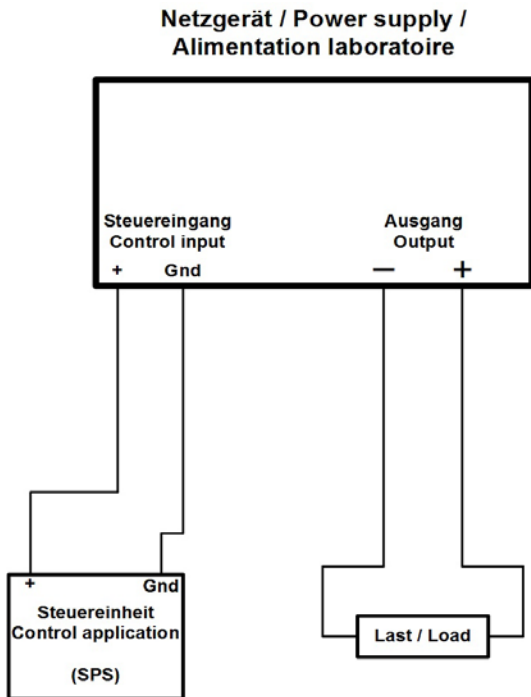 Netzgerät / Power supply /
Alimentation laboratoire
Steuereingang
Control input
+ Gnd
Ausgang
Output
− +
+ Gnd
Steuereinheit
Control application
(SPS)
Last / Load